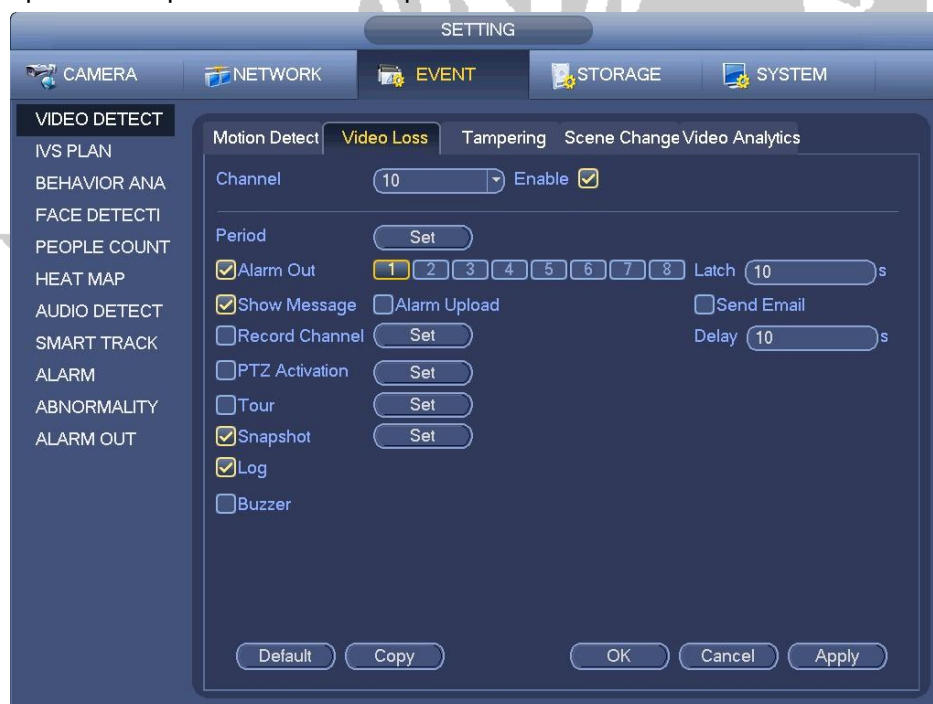 SETTING
CAMERA NETWORK EVENT STORAGE SYSTEM
VIDEO DETECT
IVS PLAN
BEHAVIOR ANA
FACE DETECTI
PEOPLE COUNT
HEAT MAP
AUDIO DETECT
SMART TRACK
ALARM
ABNORMALITY
ALARM OUT
Motion Detect Video Loss Tampering Scene Change Video Analytics
Channel 10 Enable
Period Set
Alarm Out 1 2 3 4 5 6 7 8 Latch 10 s
Show Message Alarm Upload Send Email
Record Channel Set Delay 10 s
PTZ Activation Set
Tour Set
Snapshot Set
Log
Buzzer
Default Copy OK Cancel Apply